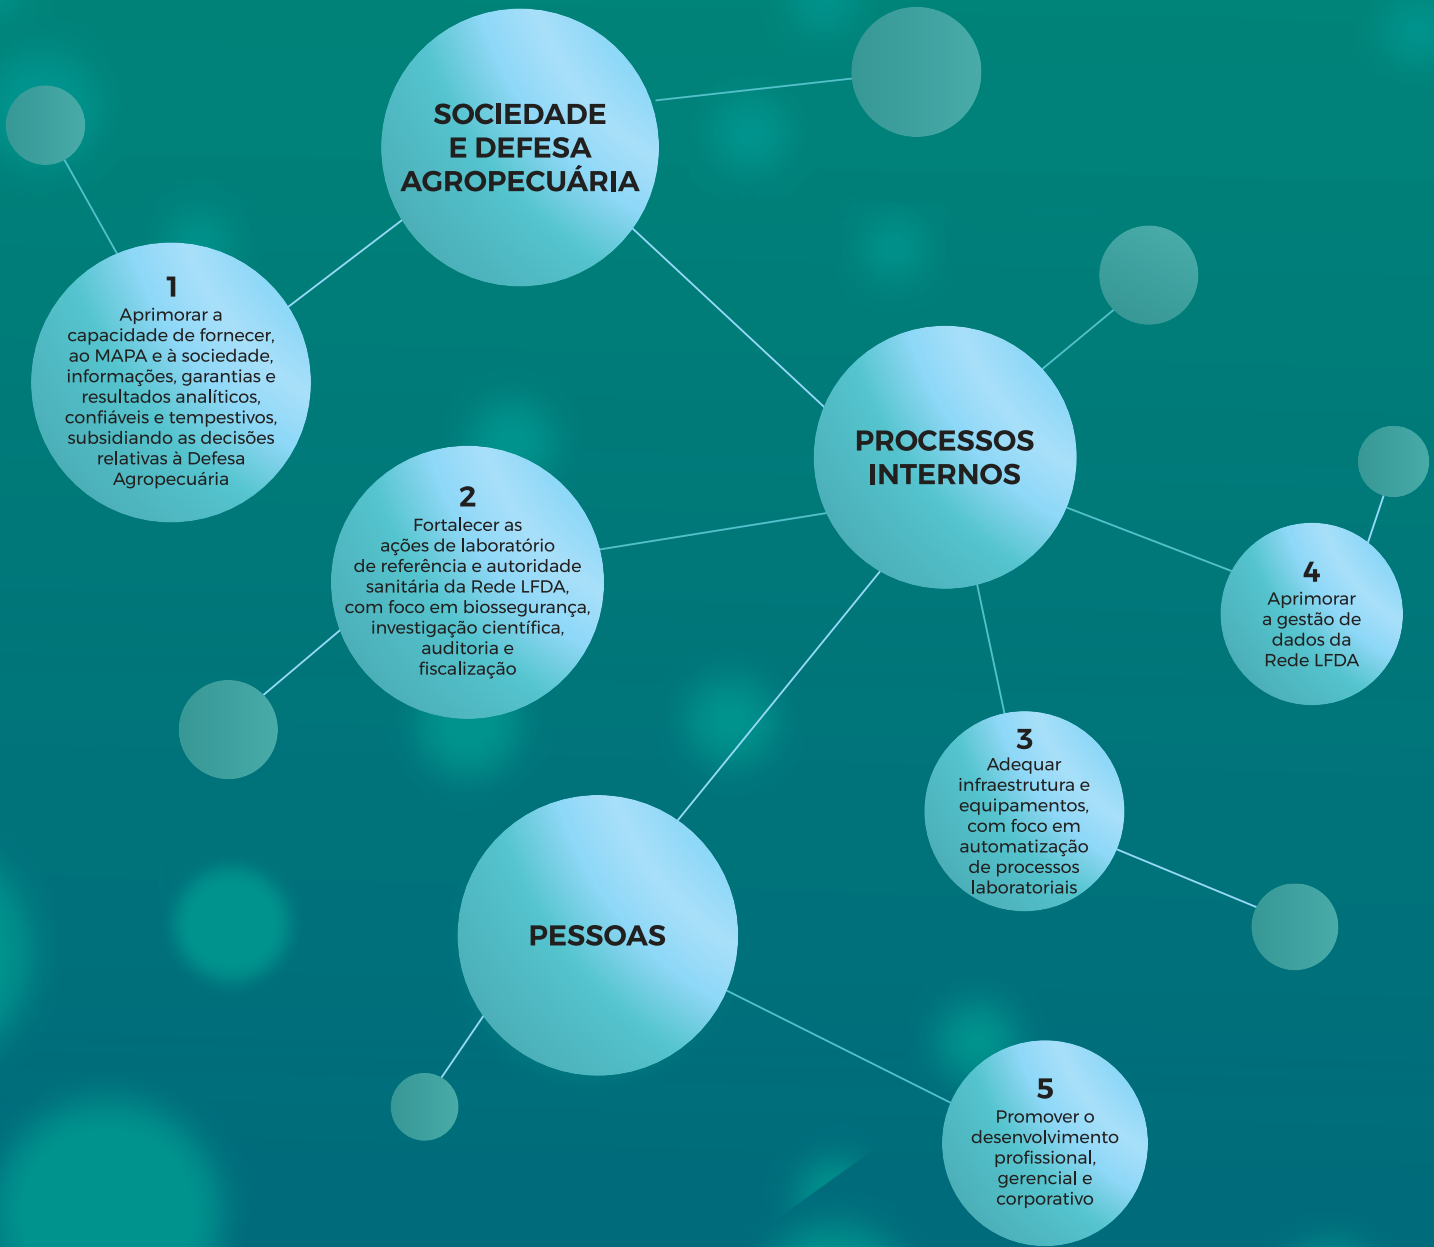 SOCIEDADE
E DEFESA
AGROPECUÁRIA
1
Aprimorar a
capacidade de fornecer,
ao MAPA e à sociedade,
informações, garantias e
resultados analíticos,
confiáveis e tempestivos,
subsidiando as decisões
relativas à Defesa
Agropecuária
PROCESSOS
INTERNOS
2
Fortalecer as
ações de laboratório
de referência e autoridade
sanitária da Rede LFDA,
com foco em biossegurança,
investigação científica,
auditoria e
fiscalização
4
Aprimorar
a gestão de
dados da
Rede LFDA
3
Adequar
infraestrutura e
equipamentos,
com foco em
automatização
de processos
laboratoriais
PESSOAS
5
Promover o
desenvolvimento
profissional,
gerencial e
corporativo